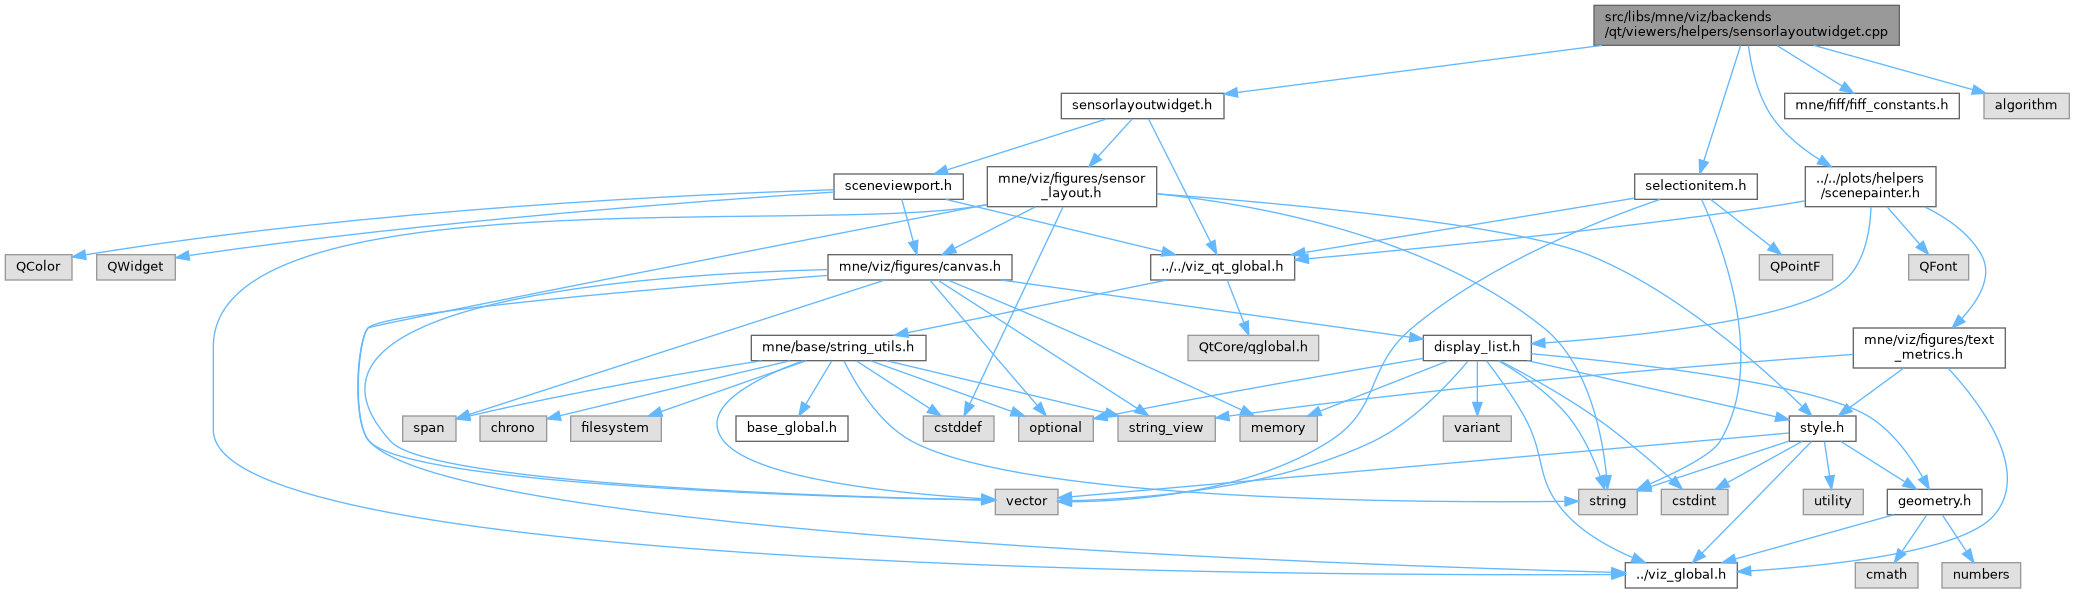 src/libs/mne/viz/backends
/qt/viewers/helpers/sensorlayoutwidget.cpp
sensorlayoutwidget.h
mne/fiff/fiff_constants.h
algorithm
sceneviewport.h
mne/viz/figures/sensor
_layout.h
selectionitem.h
../../plots/helpers
/scenepainter.h
QColor
QWidget
mne/viz/figures/canvas.h
../../viz_qt_global.h
QPointF
QFont
mne/base/string_utils.h
QtCore/qglobal.h
display_list.h
mne/viz/figures/text
_metrics.h
span
chrono
filesystem
base_global.h
cstddef
optional
string_view
memory
variant
style.h
vector
string
cstdint
utility
geometry.h
../viz_global.h
cmath
numbers